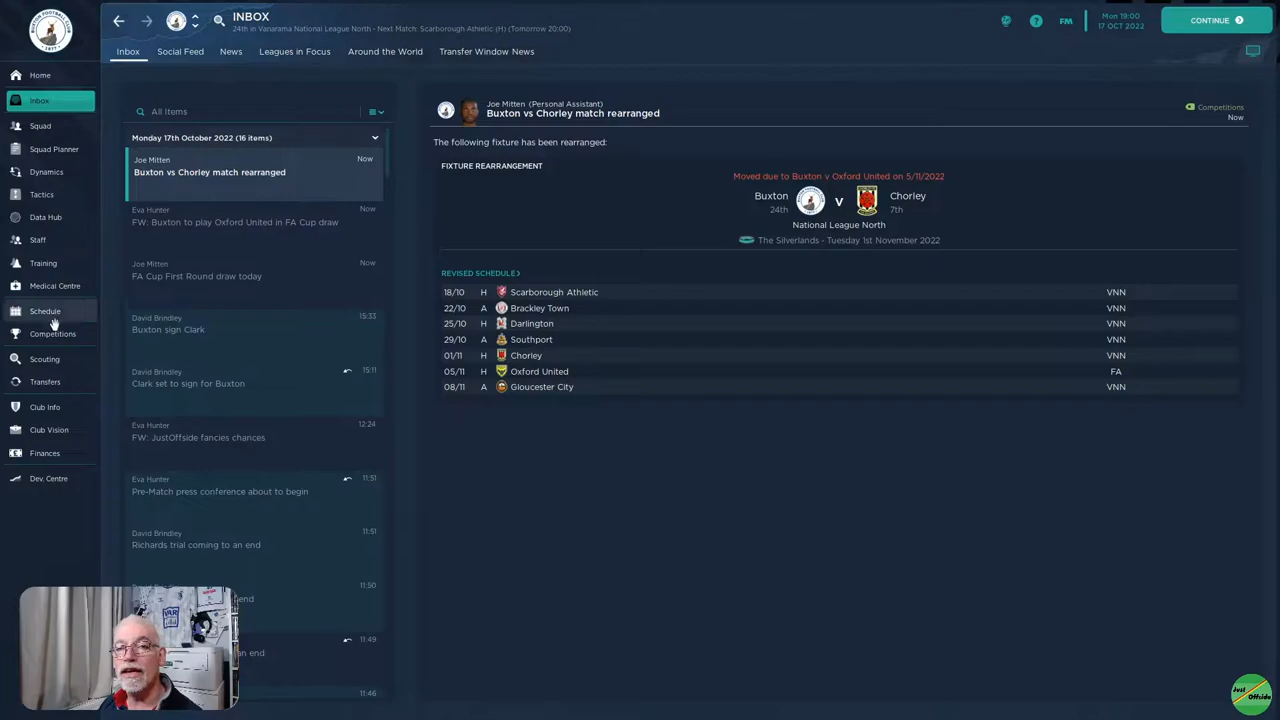 INBOX
24th in Vanarama National League North - Next Match: Scarborough Athletic (H) (Tomorrow 20:00)
FM
Mon 19:00
17 OCT 2022
CONTINUE
Inbox
Social Feed
News
Leagues in Focus
Around the World
Transfer Window News
Home
Inbox
Squad
Squad Planner
Dynamics
Tactics
Data Hub
Staff
Training
Medical Centre
Schedule
Competitions
Scouting
Transfers
Club Info
Club Vision
Finances
Dev. Centre
All Items
Monday 17th October 2022 (16 items)
Joe Mitten
Now
Buxton vs Chorley match rearranged
Eva Hunter
Now
FW: Buxton to play Oxford United in FA Cup draw
Joe Mitten
Now
FA Cup First Round draw today
David Brindley
15:33
Buxton sign Clark
David Brindley
15:11
Clark set to sign for Buxton
Eva Hunter
12:24
FW: JustOffside fancies chances
Eva Hunter
11:51
Pre-Match press conference about to begin
David Brindley
11:51
Richards trial coming to an end
11:50
end
11:49
an end
11:46
Joe Mitten (Personal Assistant)
Buxton vs Chorley match rearranged
Competitions
Now
The following fixture has been rearranged:
FIXTURE REARRANGEMENT
Moved due to Buxton v Oxford United on 5/11/2022
Buxton
24th
v
Chorley
7th
National League North
The Silverlands - Tuesday 1st November 2022
REVISED SCHEDULE>
18/10 H Scarborough Athletic VNN
22/10 A Brackley Town VNN
25/10 H Darlington VNN
29/10 A Southport VNN
01/11 H Chorley VNN
05/11 H Oxford United FA
08/11 A Gloucester City VNN
VAR
Just
Offside